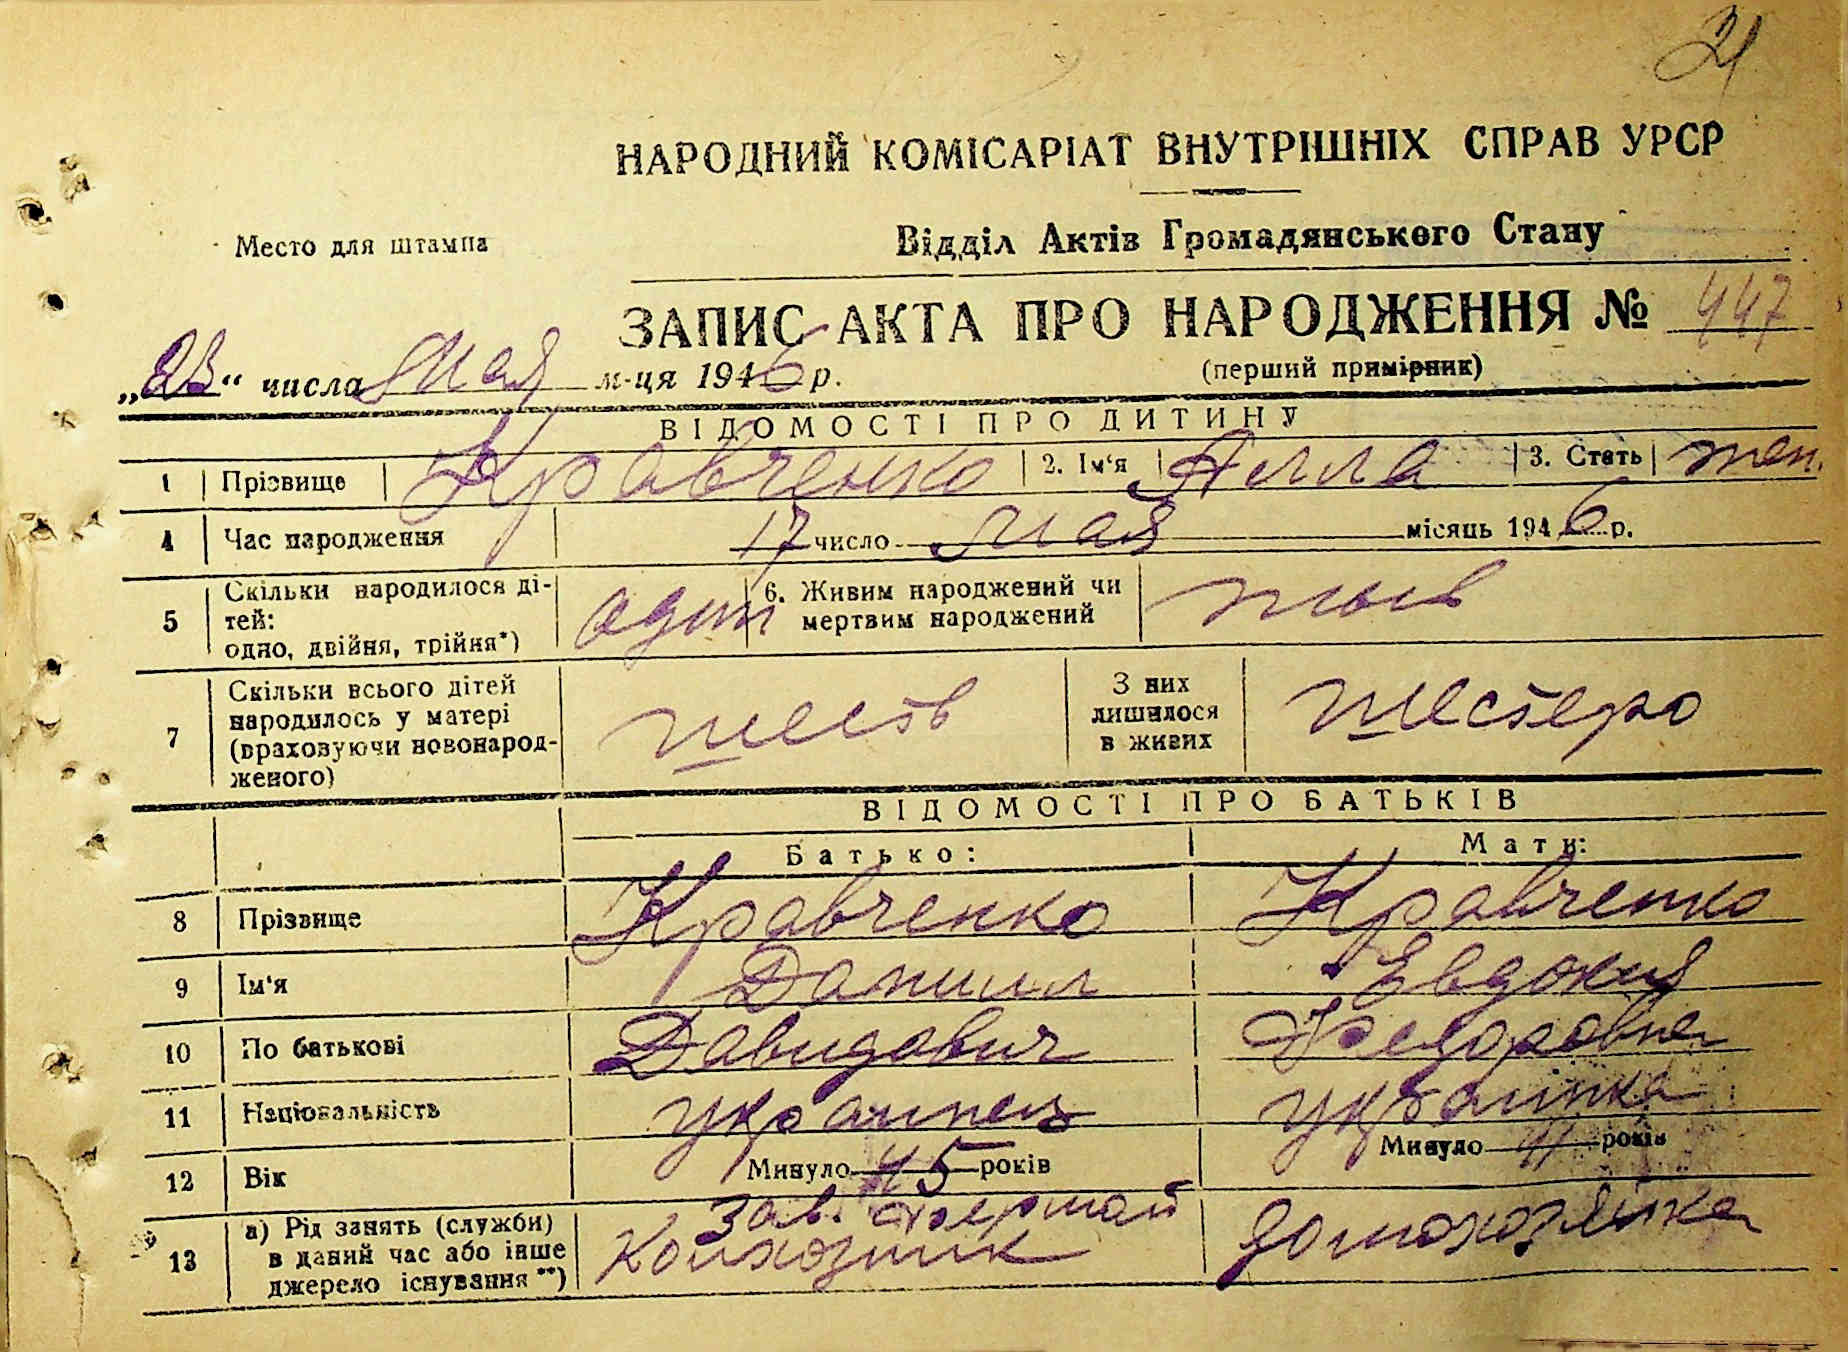 21
НАРОДНИЙ КОМІСАРІАТ ВНУТРІШНІХ СПРАВ УРСР
Место для штампа
Відділ Актів Громадянського Стану
ЗАПИС АКТА ПРО НАРОДЖЕННЯ № 447
„23“ числа мая м-ця 1946 р.
(перший примірник)
ВІДОМОСТІ ПРО ДИТИНУ
1 Прізвище Кравченко 2. Ім'я Алла 3. Стать жен.
4 Час народження 17 число мая місяць 1946 р.
5 Скільки народилося ді-
тей:
одно, двійня, трійня*) один 6. Живим народжений чи
мертвим народжений жив
7 Скільки всього дітей
народилось у матері
(враховуючи новонарод-
женого) шесть З них
лишилося
в живих шестеро
ВІДОМОСТІ ПРО БАТЬКІВ
Батько: Мати:
8 Прізвище Кравченко Кравченко
9 Ім'я Даниил Евдокия
10 По батькові Давидович Федоровна
11 Національність украинец украинка
12 Вік Минуло 45 років Минуло 41 років
13 а) Рід занять (служби)
в даний час або інше
джерело існування**) зав. фермой
колхозник домохозяйка